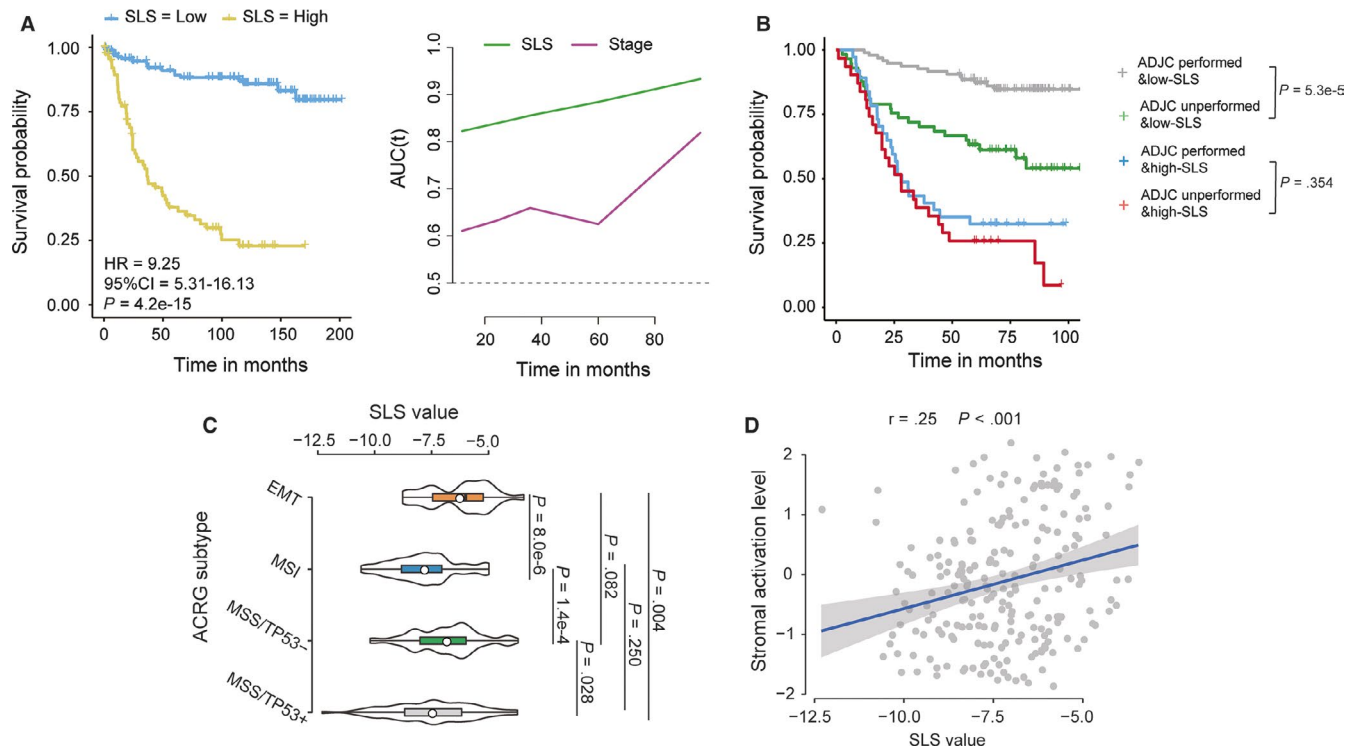 A
SLS = Low SLS = High
1.00
0.75
0.50
0.25
0.00
Survival probability
HR = 9.25
95%CI = 5.31-16.13
P = 4.2e-15
0 50 100 150 200
Time in months
SLS Stage
1.0
0.9
0.8
0.7
0.6
0.5
AUC(t)
20 40 60 80
Time in months
B
1.00
0.75
0.50
0.25
0.00
Survival probability
0 25 50 75 100
Time in months
ADJC performed
&low-SLS
ADJC unperformed
&low-SLS
P = 5.3e-5
ADJC performed
&high-SLS
ADJC unperformed
&high-SLS
P = .354
C
SLS value
−12.5 −10.0 −7.5 −5.0
ACRG subtype
EMT
MSI
MSS/TP53−
MSS/TP53+
P = 8.0e-6
P = 1.4e-4
P = .028
P = .082
P = .250
P = .004
D
r = .25 P < .001
2
1
0
−1
−2
Stromal activation level
−12.5 −10.0 −7.5 −5.0
SLS value